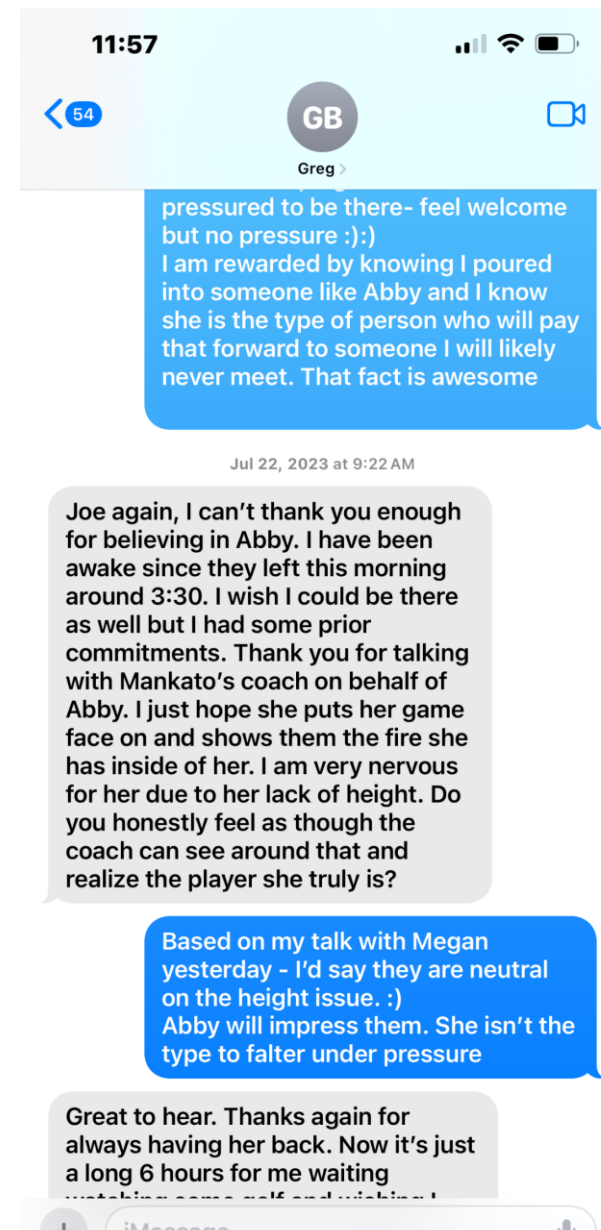 11:57
54
GB
Greg
pressured to be there- feel welcome
but no pressure :):)
I am rewarded by knowing I poured
into someone like Abby and I know
she is the type of person who will pay
that forward to someone I will likely
never meet. That fact is awesome
Jul 22, 2023 at 9:22 AM
Joe again, I can’t thank you enough
for believing in Abby. I have been
awake since they left this morning
around 3:30. I wish I could be there
as well but I had some prior
commitments. Thank you for talking
with Mankato’s coach on behalf of
Abby. I just hope she puts her game
face on and shows them the fire she
has inside of her. I am very nervous
for her due to her lack of height. Do
you honestly feel as though the
coach can see around that and
realize the player she truly is?
Based on my talk with Megan
yesterday - I’d say they are neutral
on the height issue. :)
Abby will impress them. She isn’t the
type to falter under pressure
Great to hear. Thanks again for
always having her back. Now it’s just
a long 6 hours for me waiting
watching some golf and wishing I
iMessage